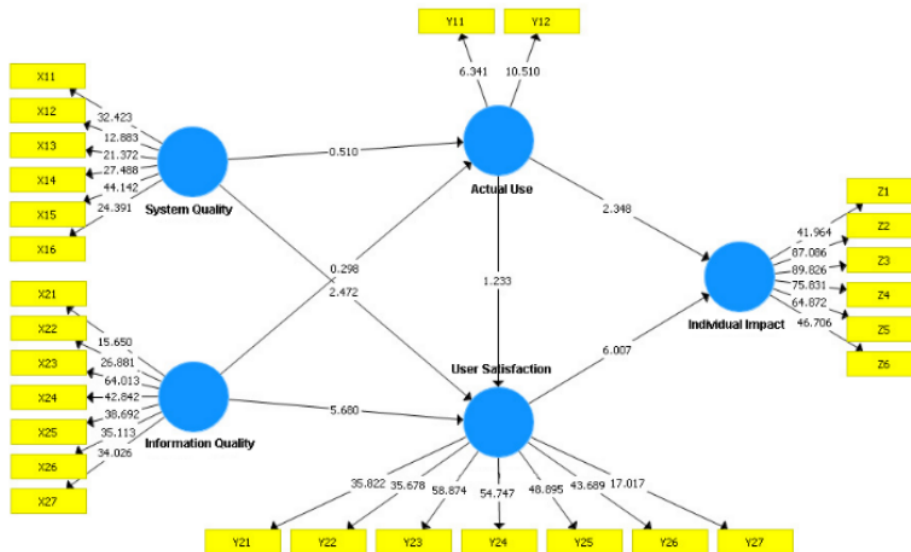 Y11
Y12
6.341
10.510
X11
X12
X13
X14
X15
X16
32.423
12.883
21.372
27.488
44.142
24.391
System Quality
0.510
Actual Use
2.348
0.298
2.472
1.233
Z1
Z2
Z3
Z4
Z5
Z6
41.964
87.086
89.826
75.831
64.872
46.706
Individual Impact
X21
X22
X23
X24
X25
X26
X27
15.650
26.881
64.013
42.842
38.692
35.113
34.026
Information Quality
5.680
User Satisfaction
6.007
35.822
35.678
58.874
54.747
48.895
43.689
17.017
Y21
Y22
Y23
Y24
Y25
Y26
Y27